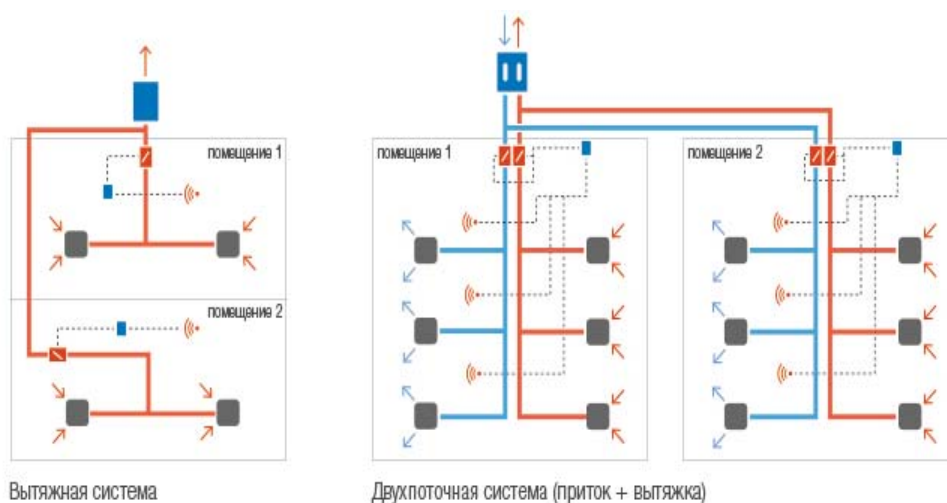 помещение 1
помещение 2
Вытяжная система
помещение 1
помещение 2
Двухпоточная система (приток + вытяжка)